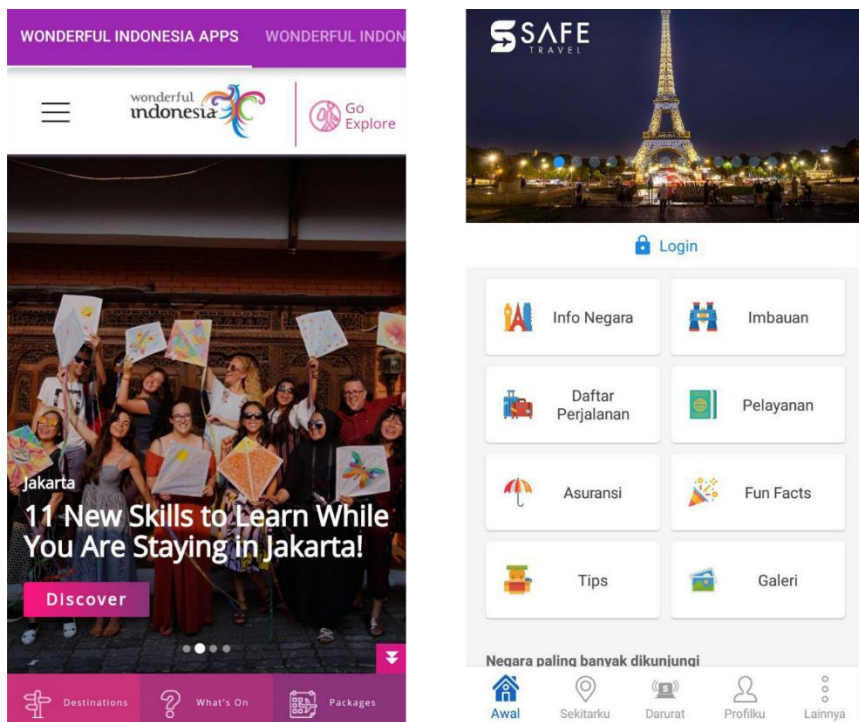 WONDERFUL INDONESIA APPS WONDERFUL INDON
wonderful
indonesia
Go
Explore
Jakarta
11 New Skills to Learn While
You Are Staying in Jakarta!
Discover
Destinations What's On Packages
S SAFE
TRAVEL
Login
Info Negara Imbauan
Daftar
Perjalanan
Pelayanan
Asuransi Fun Facts
Tips Galeri
Negara paling banyak dikunjungi
Awal Sekitarku Darurat Profilku Lainnya